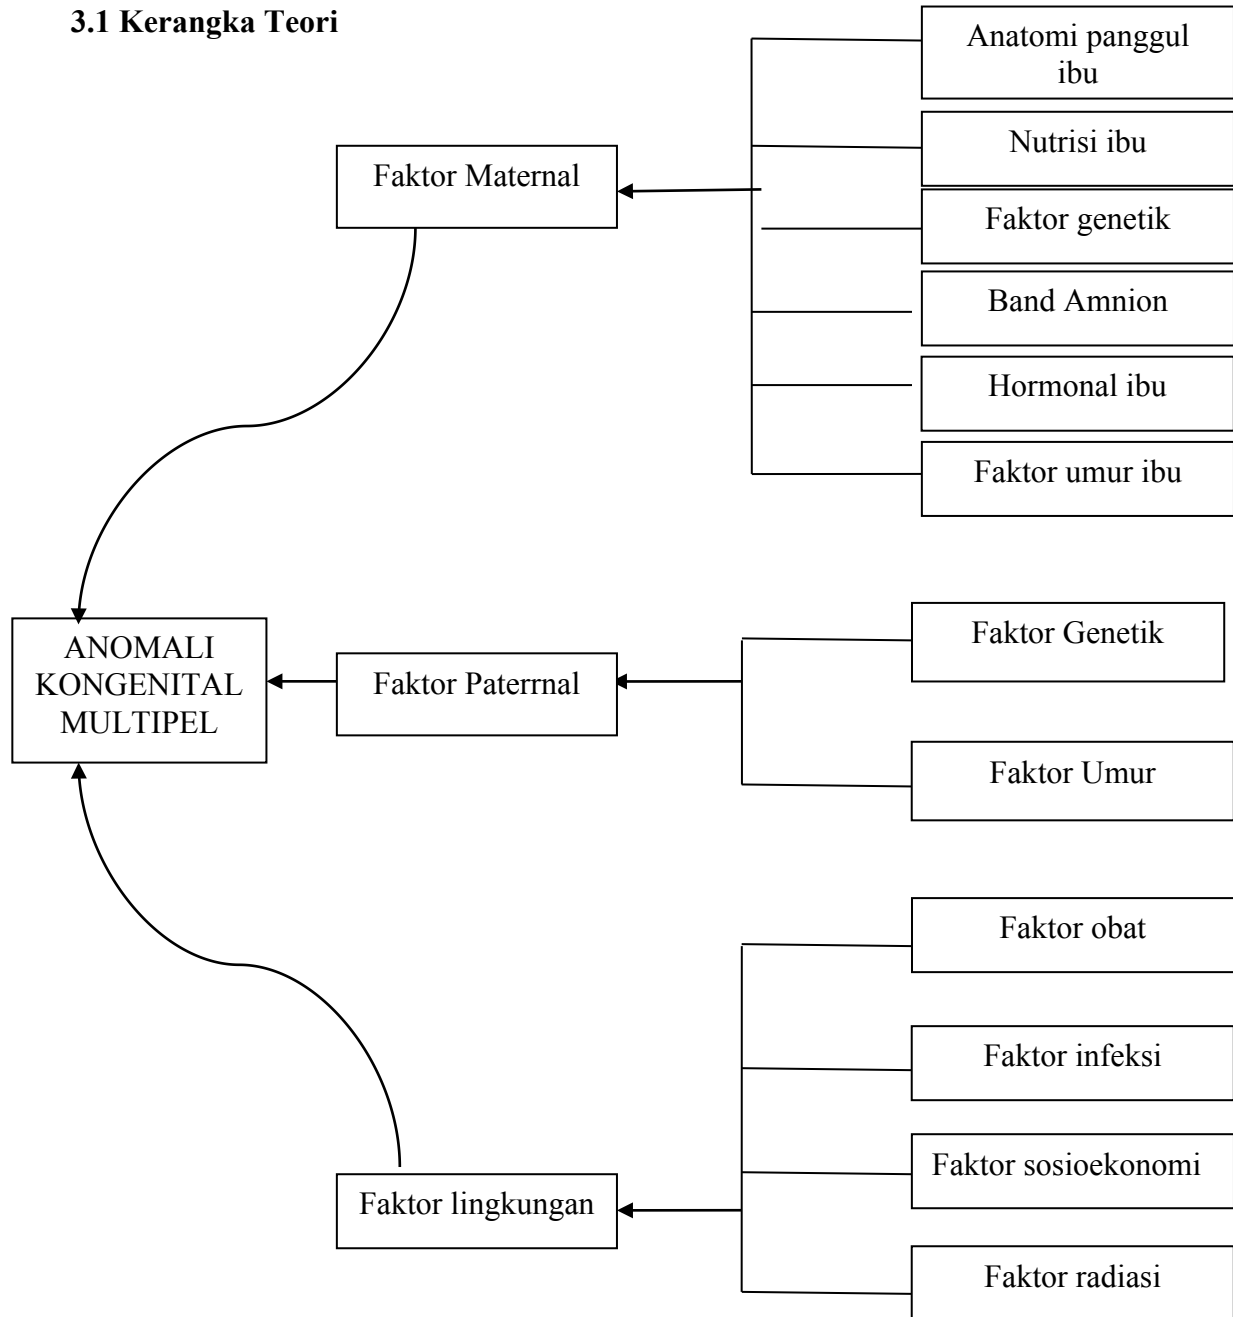 3.1 Kerangka Teori
Anatomi panggul
ibu
Nutrisi ibu
Faktor Maternal
Faktor genetik
Band Amnion
Hormonal ibu
Faktor umur ibu
ANOMALI
KONGENITAL
MULTIPEL
Faktor Paterrnal
Faktor Genetik
Faktor Umur
Faktor obat
Faktor infeksi
Faktor sosioekonomi
Faktor lingkungan
Faktor radiasi